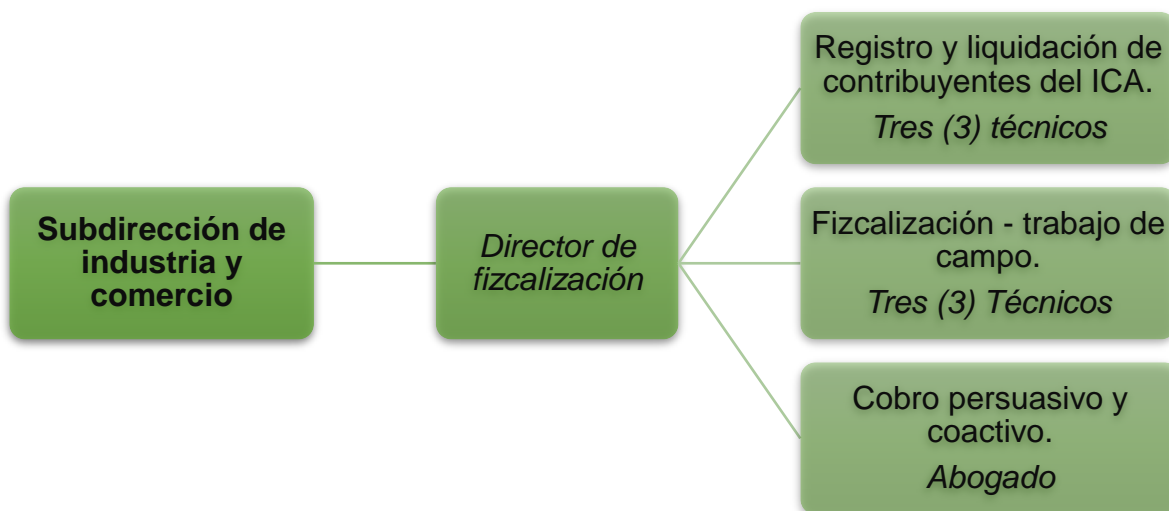 Subdirección de
industria y
comercio
Director de
fizcalización
Registro y liquidación de
contribuyentes del ICA.
Tres (3) técnicos
Fizcalización - trabajo de
campo.
Tres (3) Técnicos
Cobro persuasivo y
coactivo.
Abogado